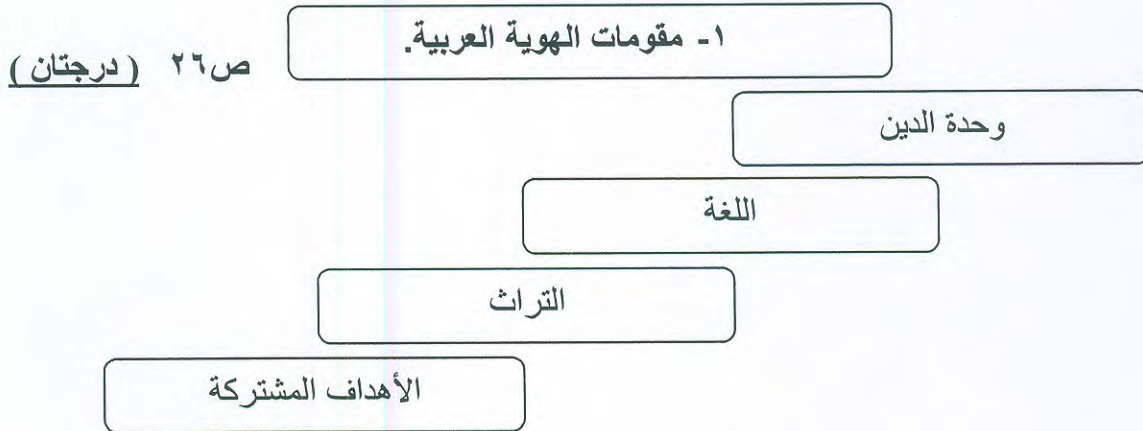 ١- مقومات الهوية العربية.
ص٢٦ ( درجتان )
وحدة الدين
اللغة
التراث
الأهداف المشتركة